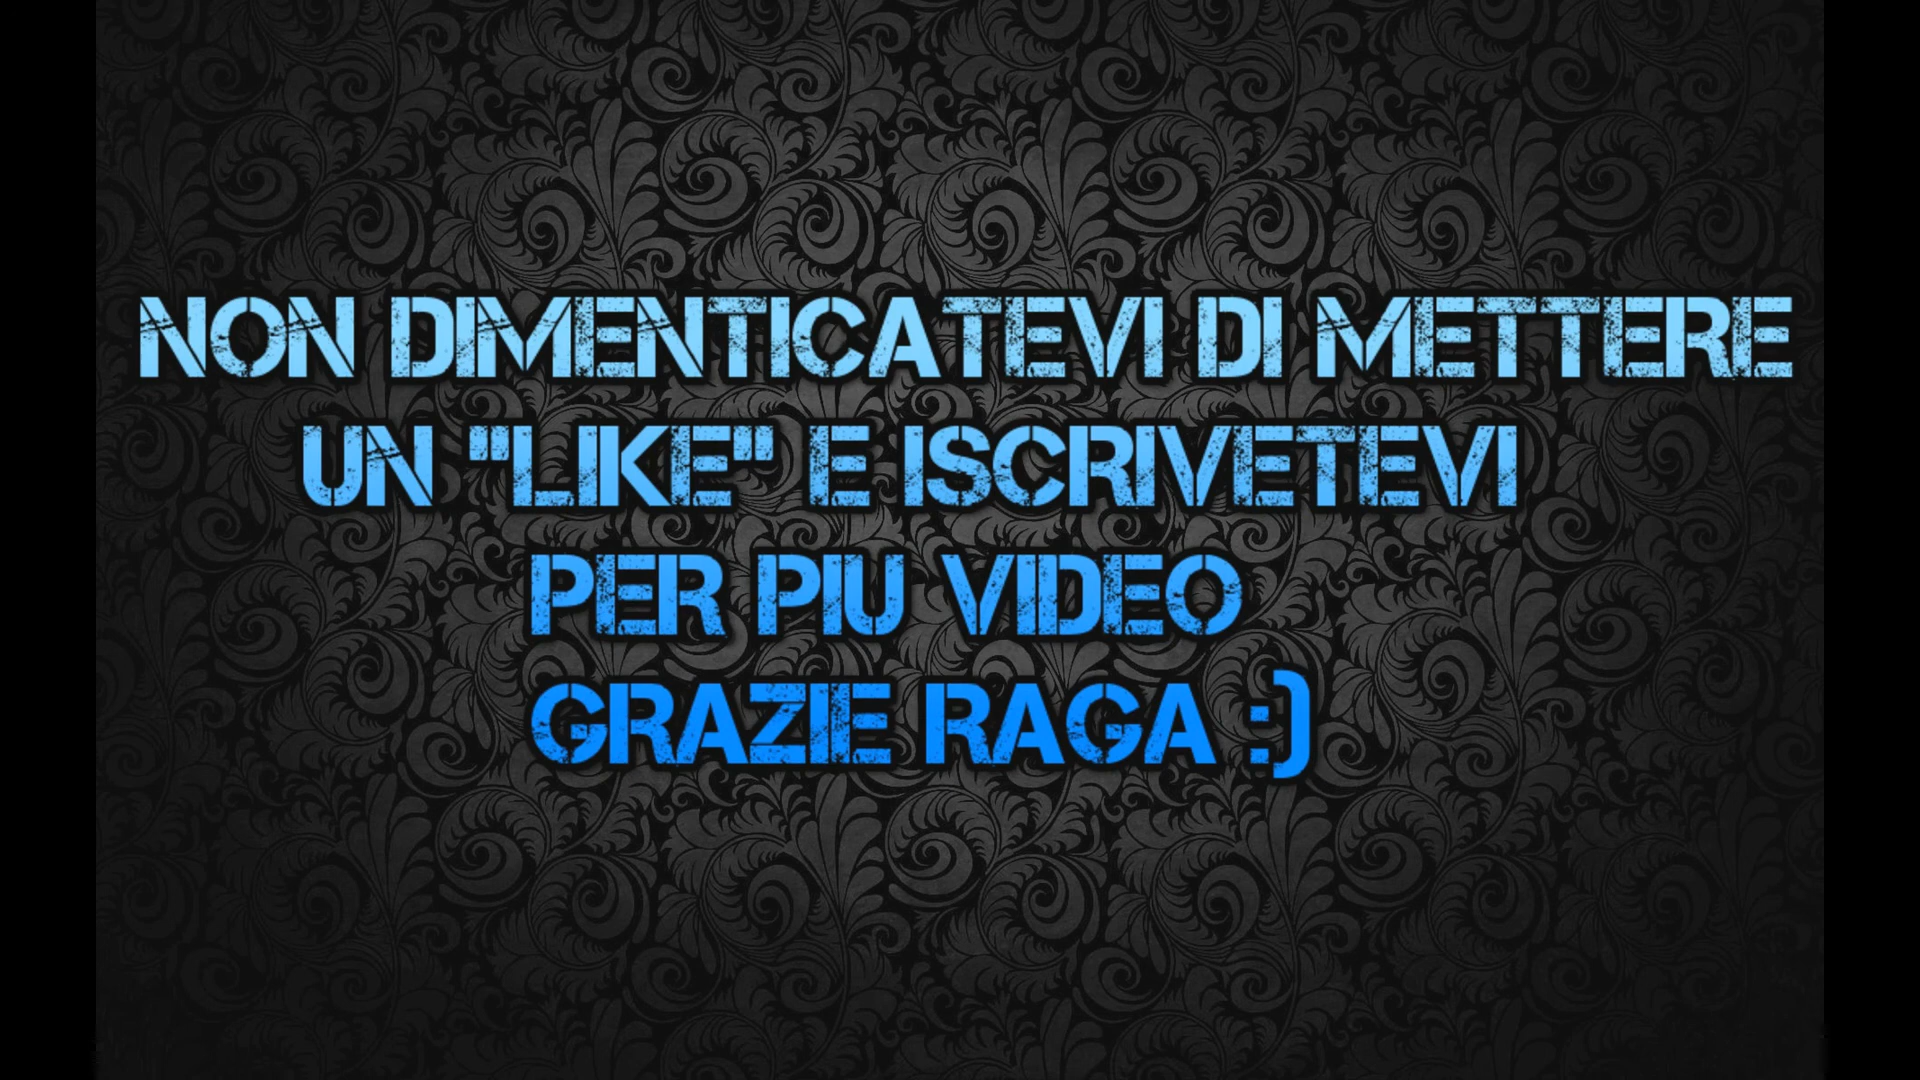 NON DIMENTICATEVI DI METTERE
UN "LIKE" E ISCRIVETEVI
PER PIU VIDEO
GRAZIE RAGA :)